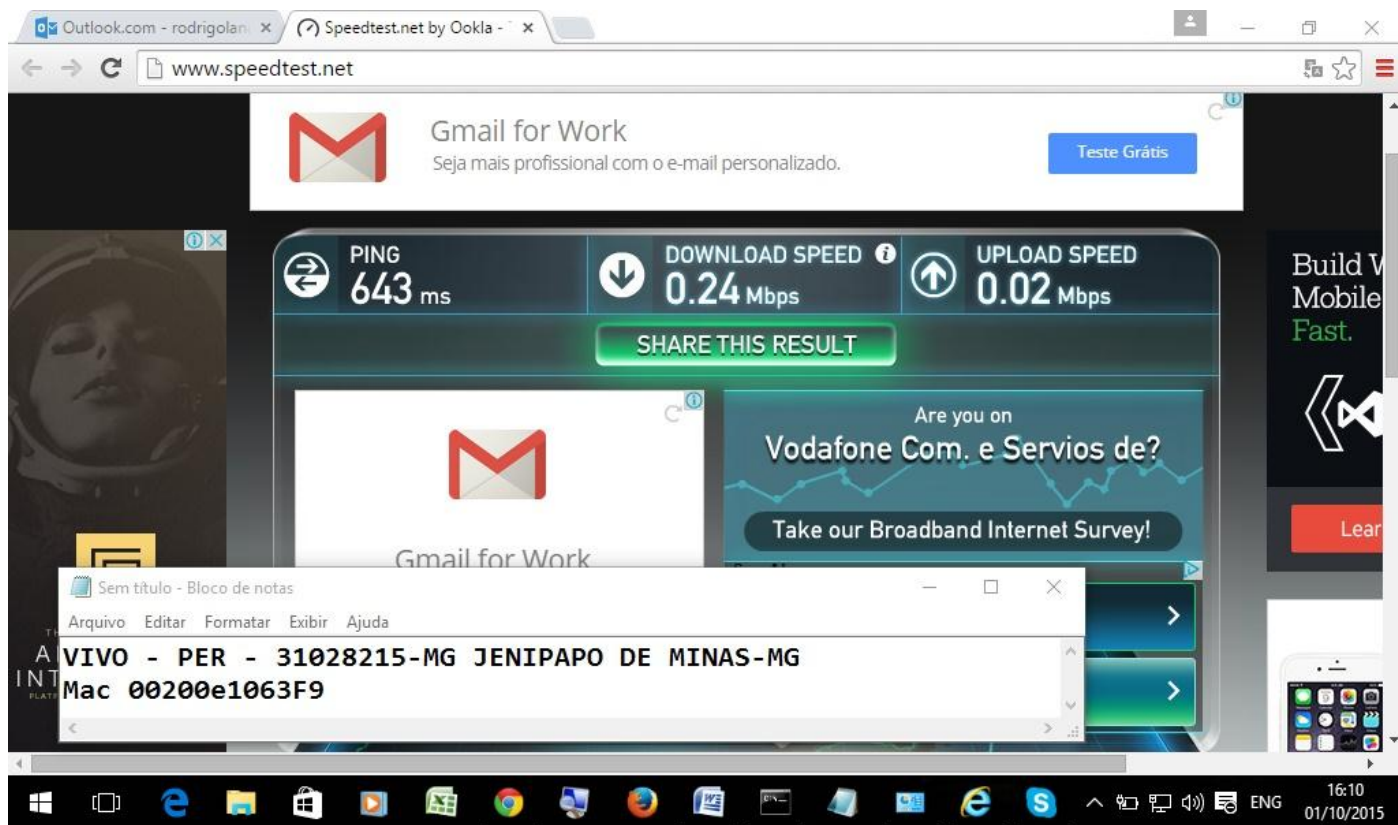 Outlook.com - rodrigolan
Speedtest.net by Ookla -
www.speedtest.net
Gmail for Work
Seja mais profissional com o e-mail personalizado.
Teste Grátis
PING
643 ms
DOWNLOAD SPEED
0.24 Mbps
UPLOAD SPEED
0.02 Mbps
SHARE THIS RESULT
Build
Mobile
Fast.
Are you on
Vodafone Com. e Servios de?
Take our Broadband Internet Survey!
Gmail for Work
Lear
Sem título - Bloco de notas
Arquivo Editar Formatar Exibir Ajuda
VIVO - PER - 31028215-MG JENIPAPO DE MINAS-MG
Mac 00200e1063F9
ENG
16:10
01/10/2015